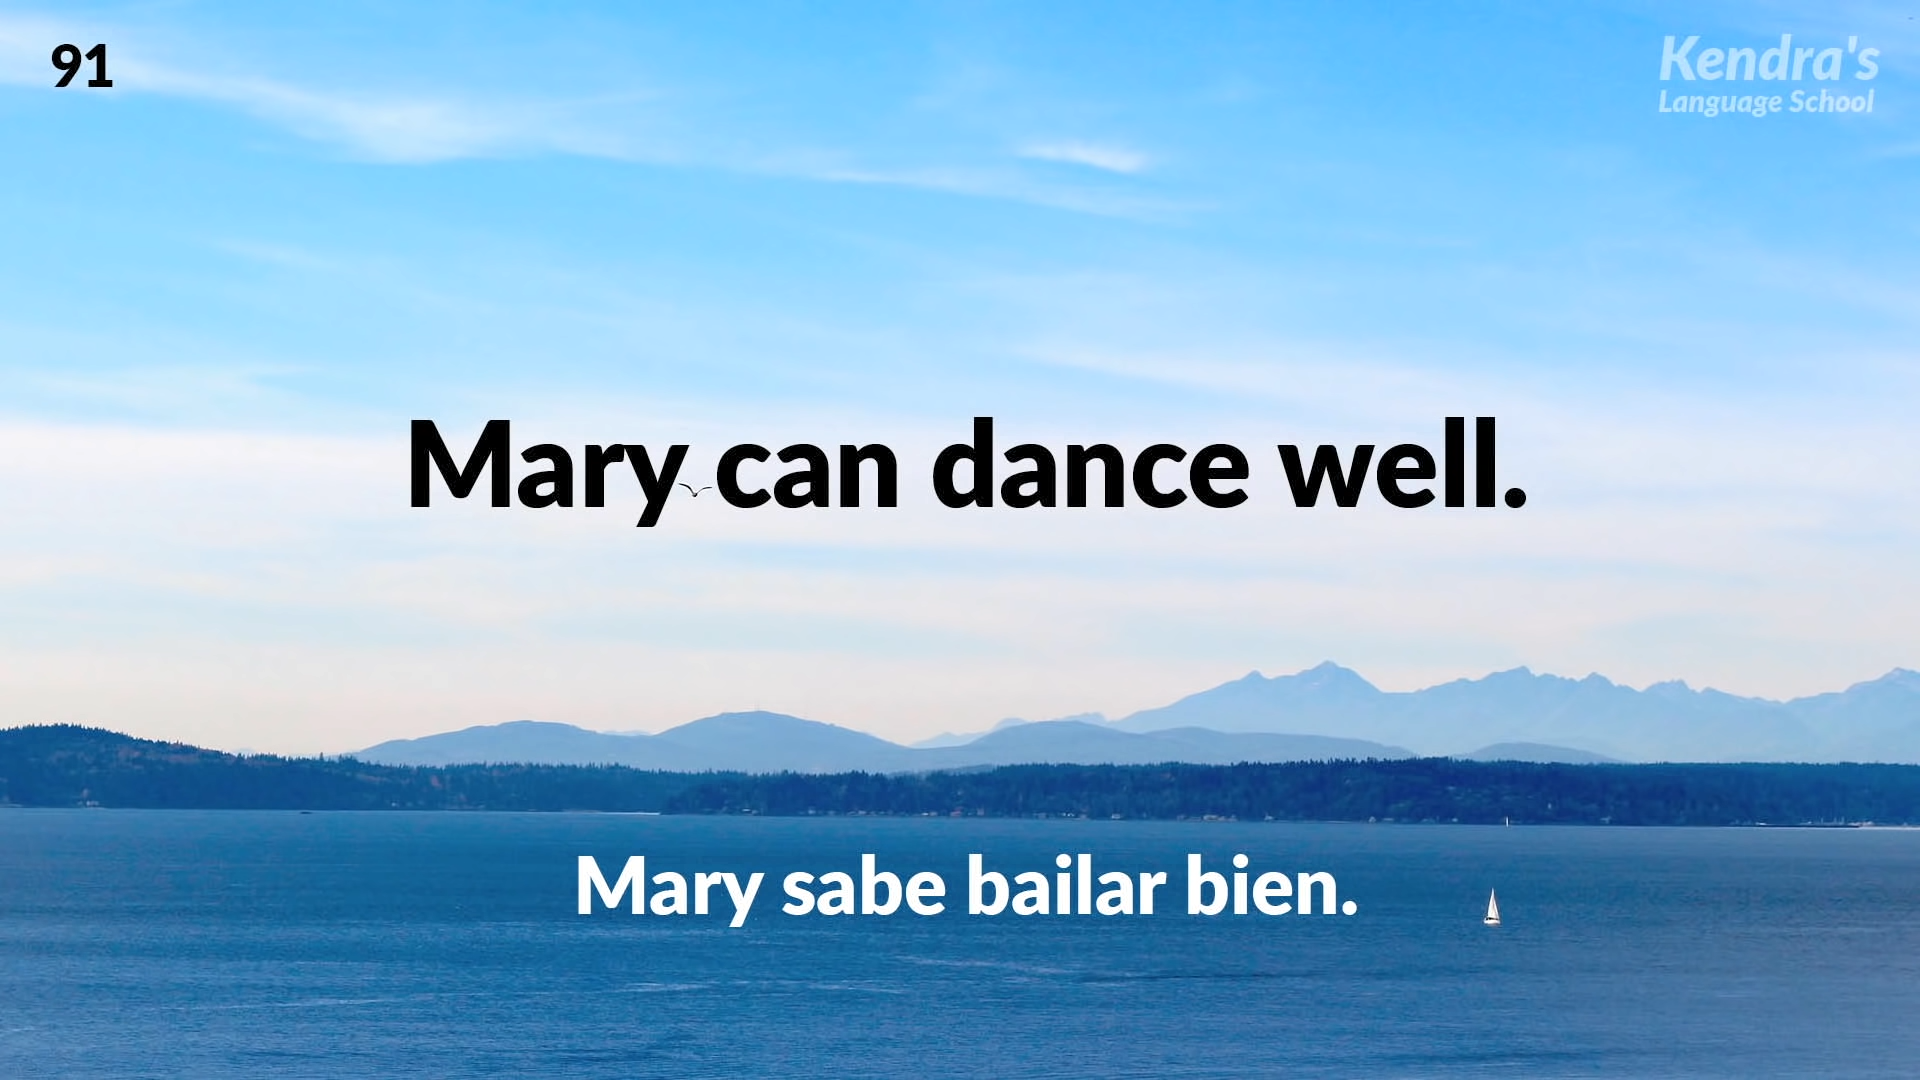 91
Kendra's
Language School
Mary can dance well.
Mary sabe bailar bien.